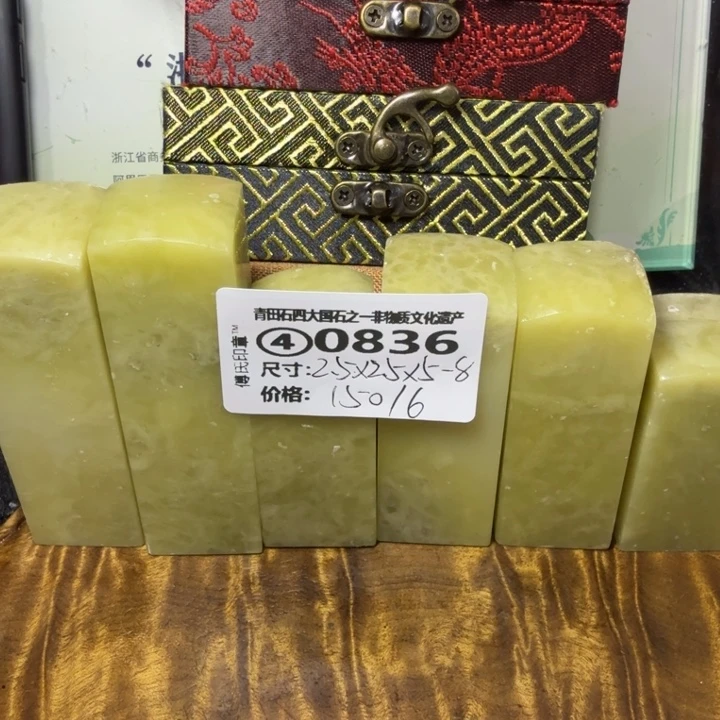 “
浙江省商
青田石四大国石之一非物质文化遗产
④0836
尺寸:2.5x2.5x5-8
价格: 150/6
傅氏印章™